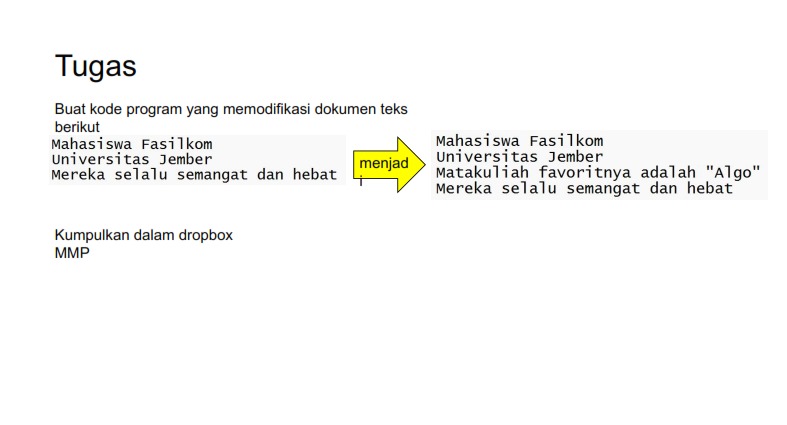 Tugas
Buat kode program yang memodifikasi dokumen teks
berikut
Mahasiswa Fasilkom
Universitas Jember
Mereka selalu semangat dan hebat
menjad
i
Mahasiswa Fasilkom
Universitas Jember
Matakuliah favoritnya adalah "Algo"
Mereka selalu semangat dan hebat
Kumpulkan dalam dropbox
MMP